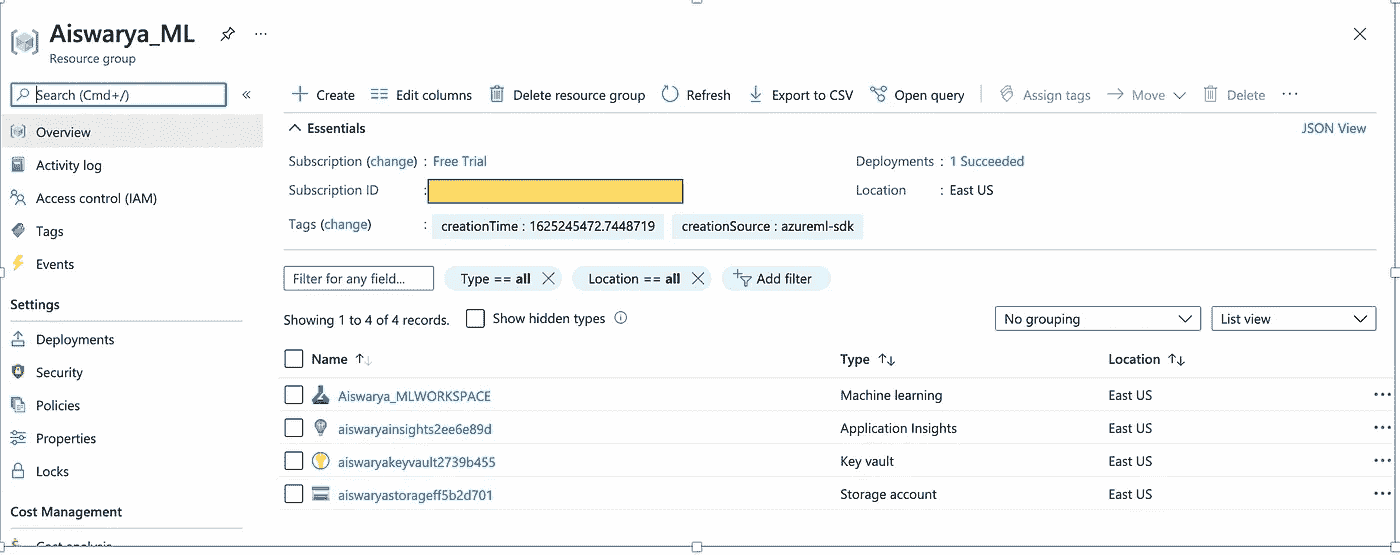 Aiswarya_ML
Resource group
Search (Cmd+/)
Overview
Activity log
Access control (IAM)
Tags
Events
Settings
Deployments
Security
Policies
Properties
Locks
Cost Management
Cost analysis
Create Edit columns Delete resource group Refresh Export to CSV Open query Assign tags Move Delete
Essentials JSON View
Subscription (change) : Free Trial Deployments : 1 Succeeded
Subscription ID : Location : East US
Tags (change) : creationTime : 1625245472.7448719 creationSource : azureml-sdk
Filter for any field... Type == all Location == all Add filter
Showing 1 to 4 of 4 records. Show hidden types No grouping List view
Name Type Location
Aiswarya_MLWORKSPACE Machine learning East US
aiswaryainsights2ee6e89d Application Insights East US
aiswaryakeyvault2739b455 Key vault East US
aiswaryastorageff5b2d701 Storage account East US